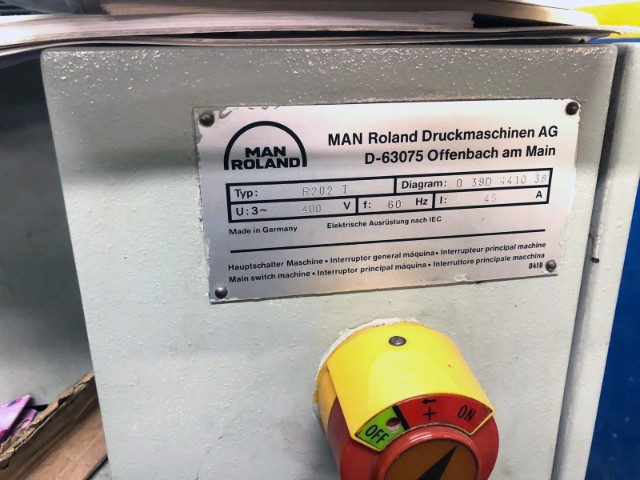 MAN
ROLAND
MAN Roland Druckmaschinen AG
D-63075 Offenbach am Main
Typ: R202 T Diagram: 0 39D 4410 38
U: 3~ 400 V f: 60 Hz I: 45 A
Made in Germany Elektrische Ausrüstung nach IEC
Hauptschalter Maschine • Interruptor general máquina • Interrupteur principal machine
Main switch machine • Interruptor principal máquina • Interruttore principale macchina
0416
OFF + ON